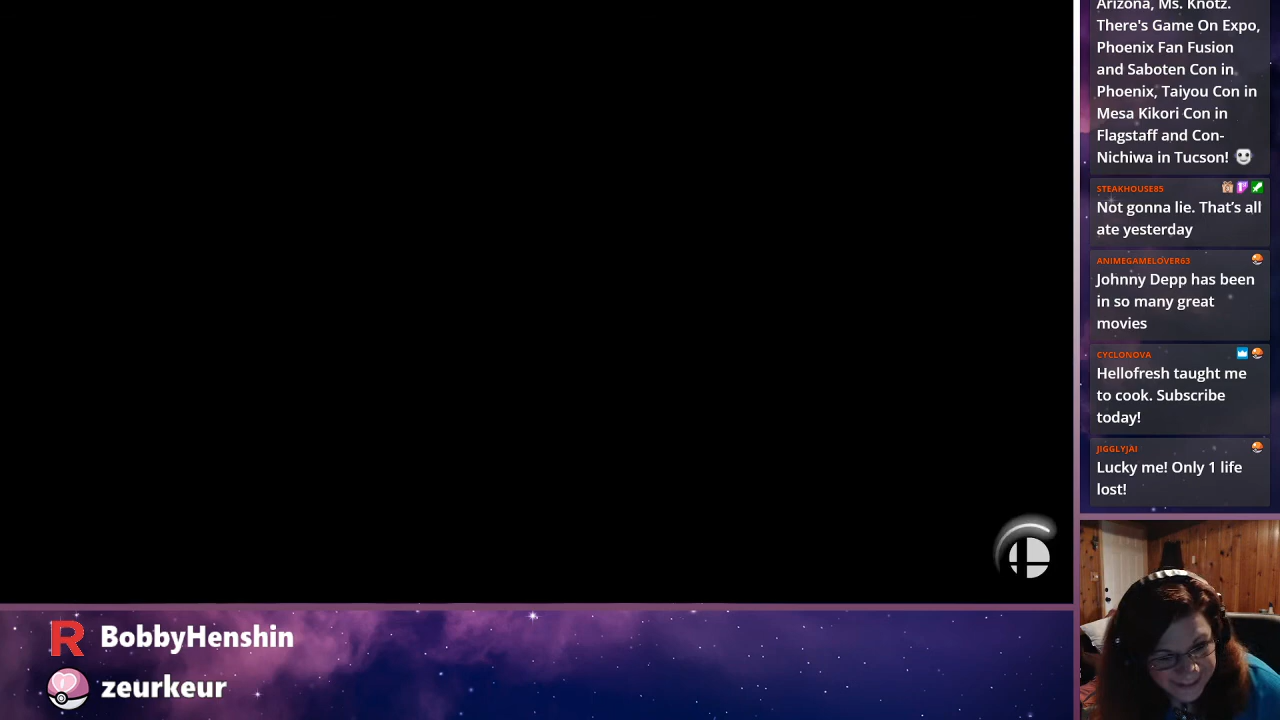 Arizona, Ms. Knotz.
There's Game On Expo,
Phoenix Fan Fusion
and Saboten Con in
Phoenix, Taiyou Con in
Mesa Kikori Con in
Flagstaff and Con-
Nichiwa in Tucson!
STEAKHOUSE85
Not gonna lie. That’s all
ate yesterday
ANIMEGAMELOVER63
Johnny Depp has been
in so many great
movies
CYCLONOVA
Hellofresh taught me
to cook. Subscribe
today!
JIGGLYJAI
Lucky me! Only 1 life
lost!
R BobbyHenshin
zeurkeur